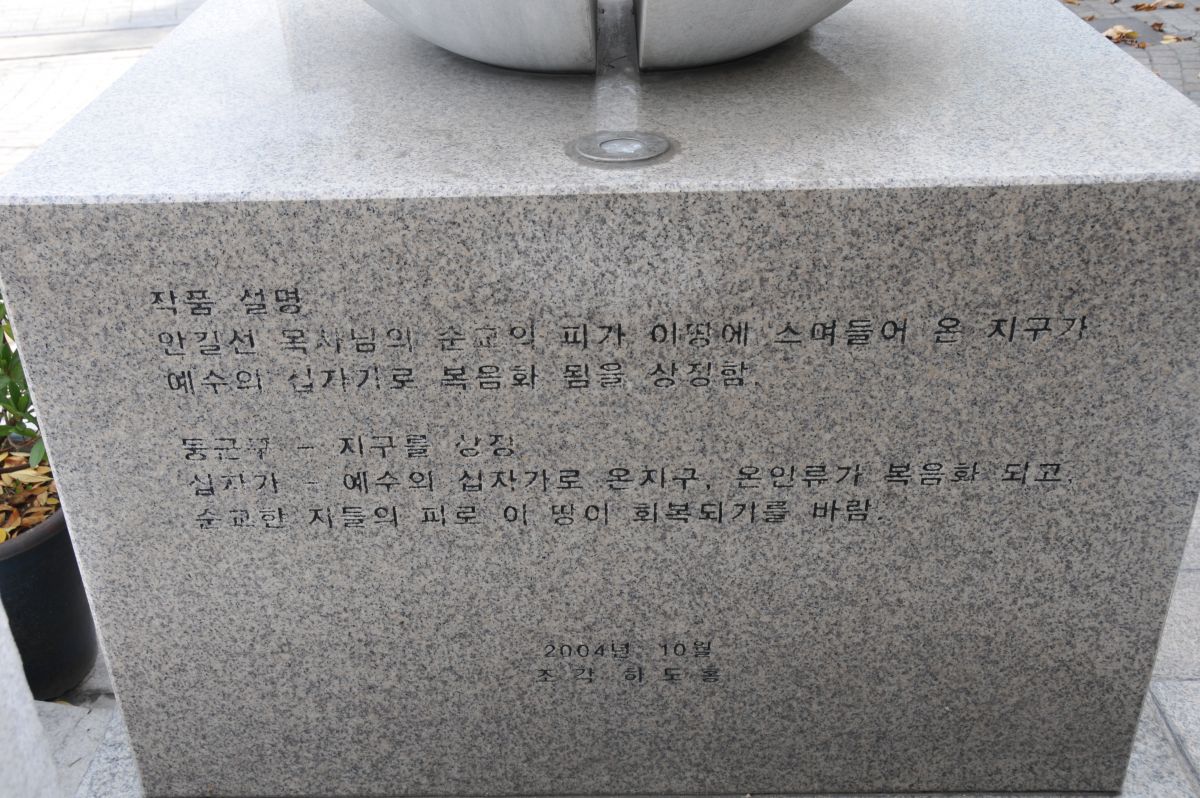 작품 설명
안길선 목사님의 순교의 피가 이땅에 스며들어 온 지구가
예수의 십자가로 복음화 됨을 상징함.
둥근구 - 지구를 상징
십자가 - 예수의 십자가로 온지구, 온인류가 복음화 되고,
순교한 자들의 피로 이 땅이 회복되기를 바람.
2004년 10월
조각 하도홍